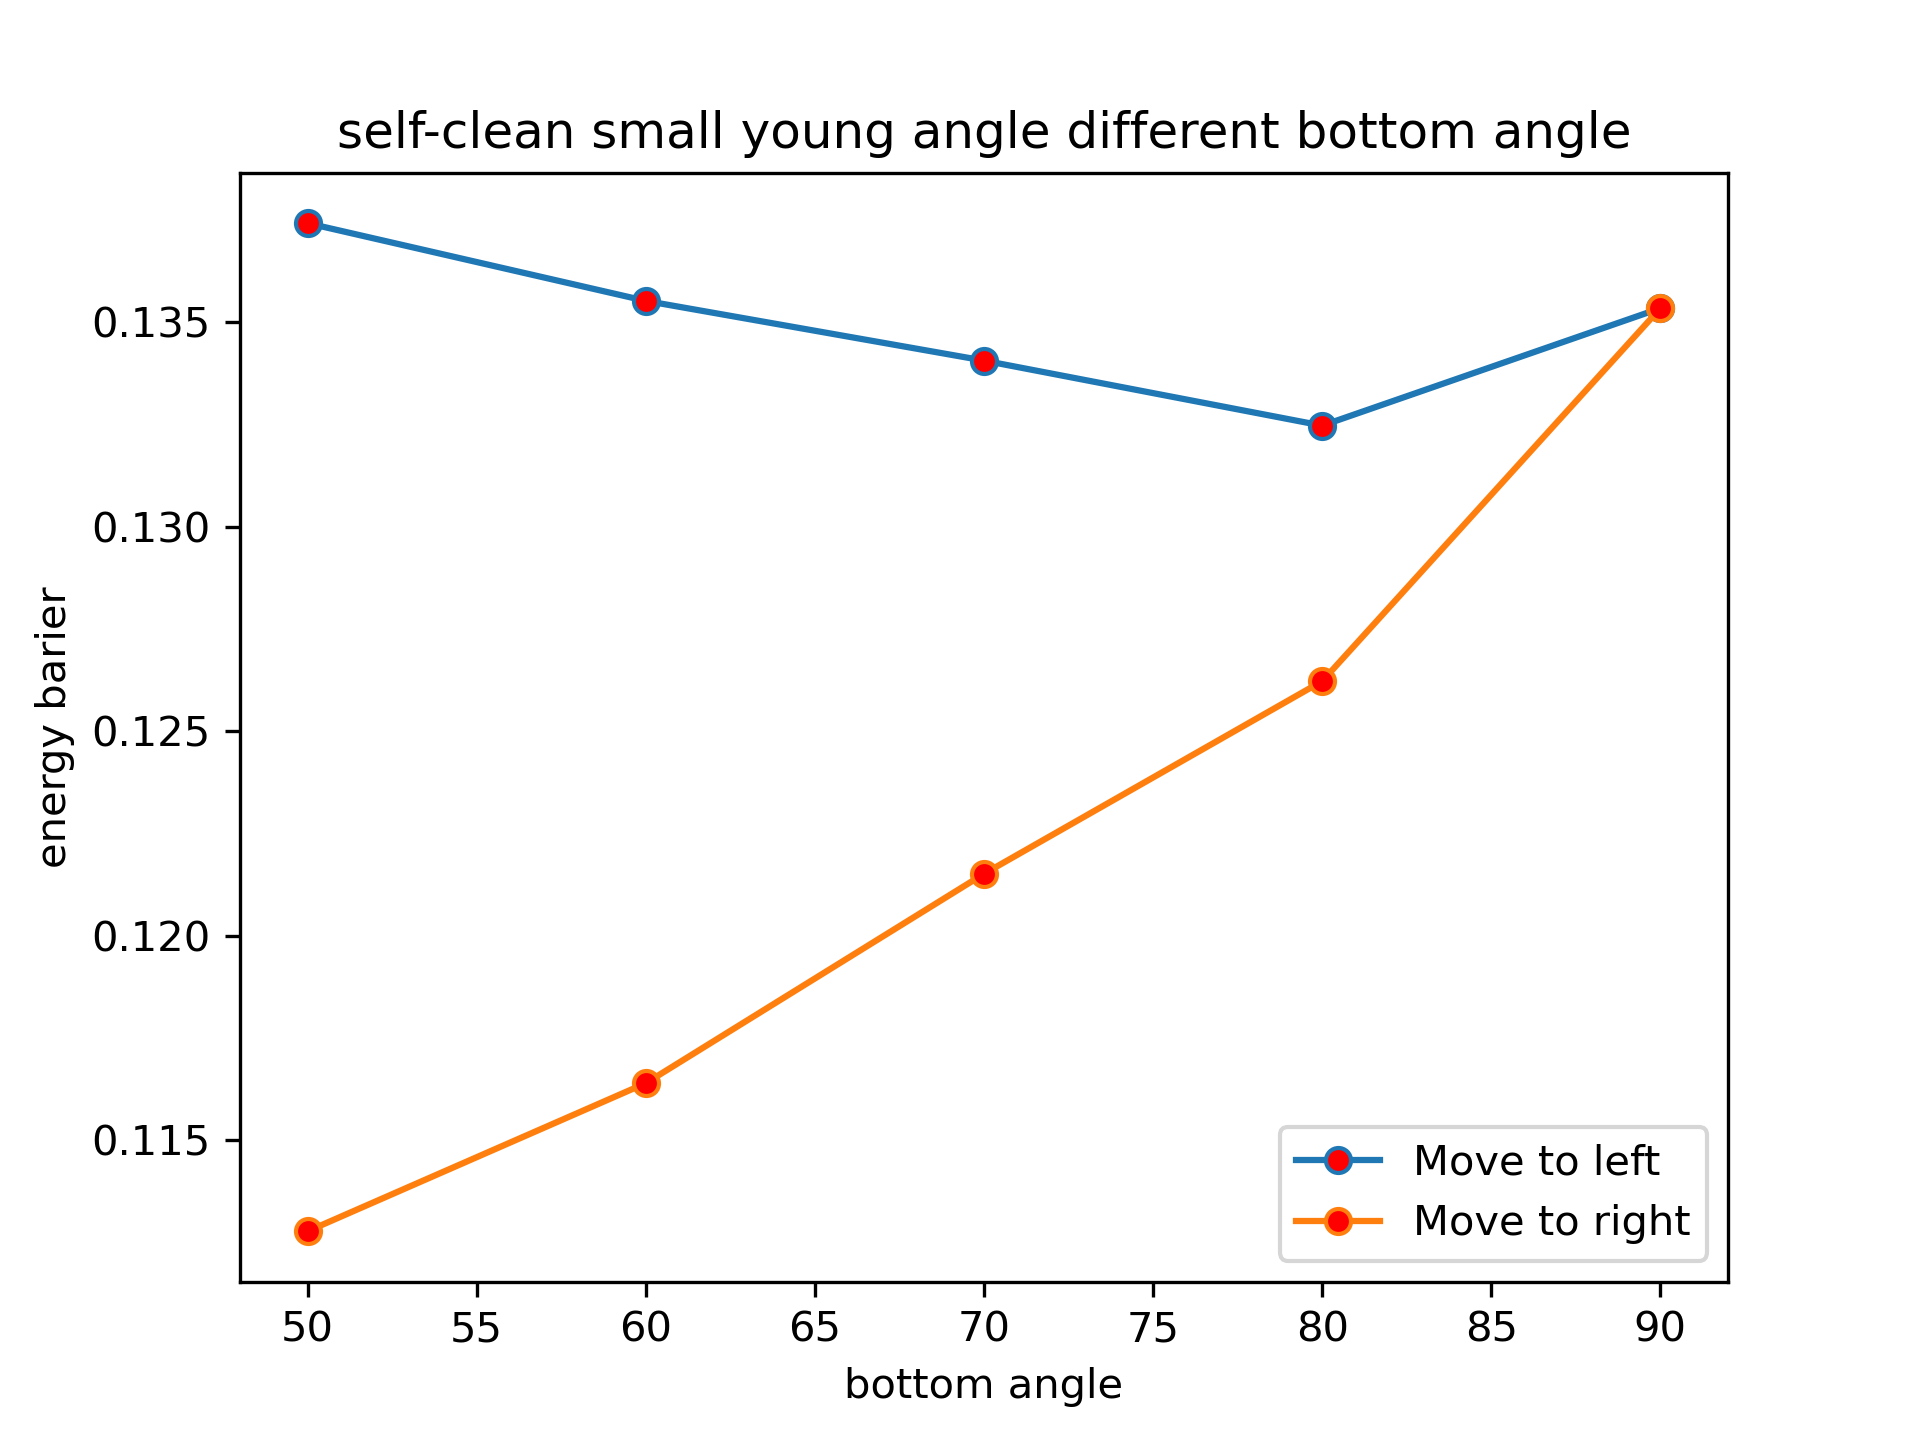 self-clean small young angle different bottom angle
0.135
0.130
0.125
0.120
0.115
energy barier
Move to left
Move to right
50 55 60 65 70 75 80 85 90
bottom angle